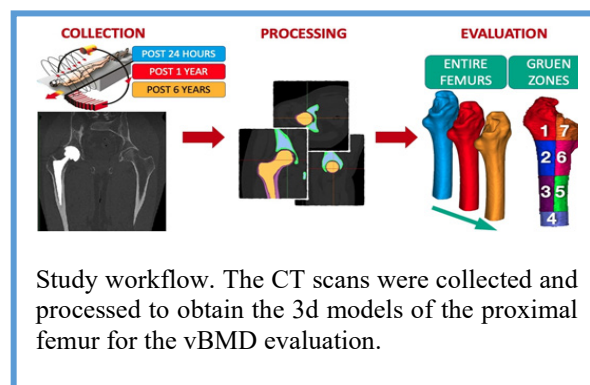 COLLECTION
PROCESSING
EVALUATION
POST 24 HOURS
POST 1 YEAR
POST 6 YEARS
ENTIRE
FEMURS
GRUEN
ZONES
1 7
2 6
3 5
4
Study workflow. The CT scans were collected and
processed to obtain the 3d models of the proximal
femur for the vBMD evaluation.